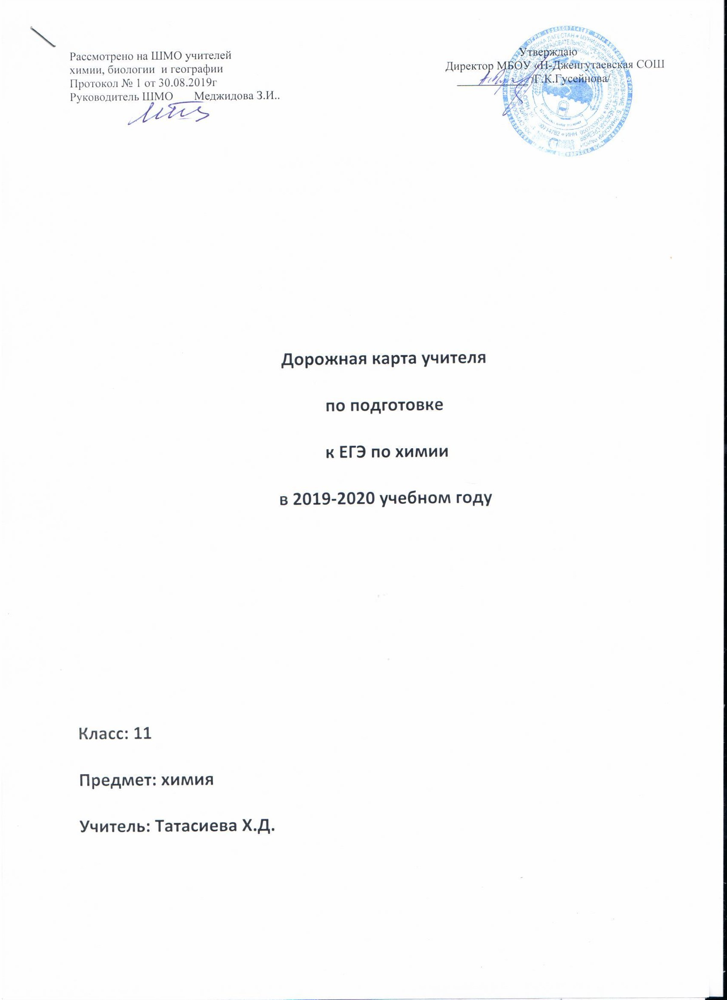 Рассмотрено на ШМО учителей
химии, биологии и географии
Протокол № 1 от 30.08.2019г
Руководитель ШМО Меджидова З.И..
Утверждаю
Директор МБОУ «Н-Дженгутаевская СОШ
/Г.К.Гусейнова/
Дорожная карта учителя
по подготовке
к ЕГЭ по химии
в 2019-2020 учебном году
Класс: 11
Предмет: химия
Учитель: Татасиева Х.Д.